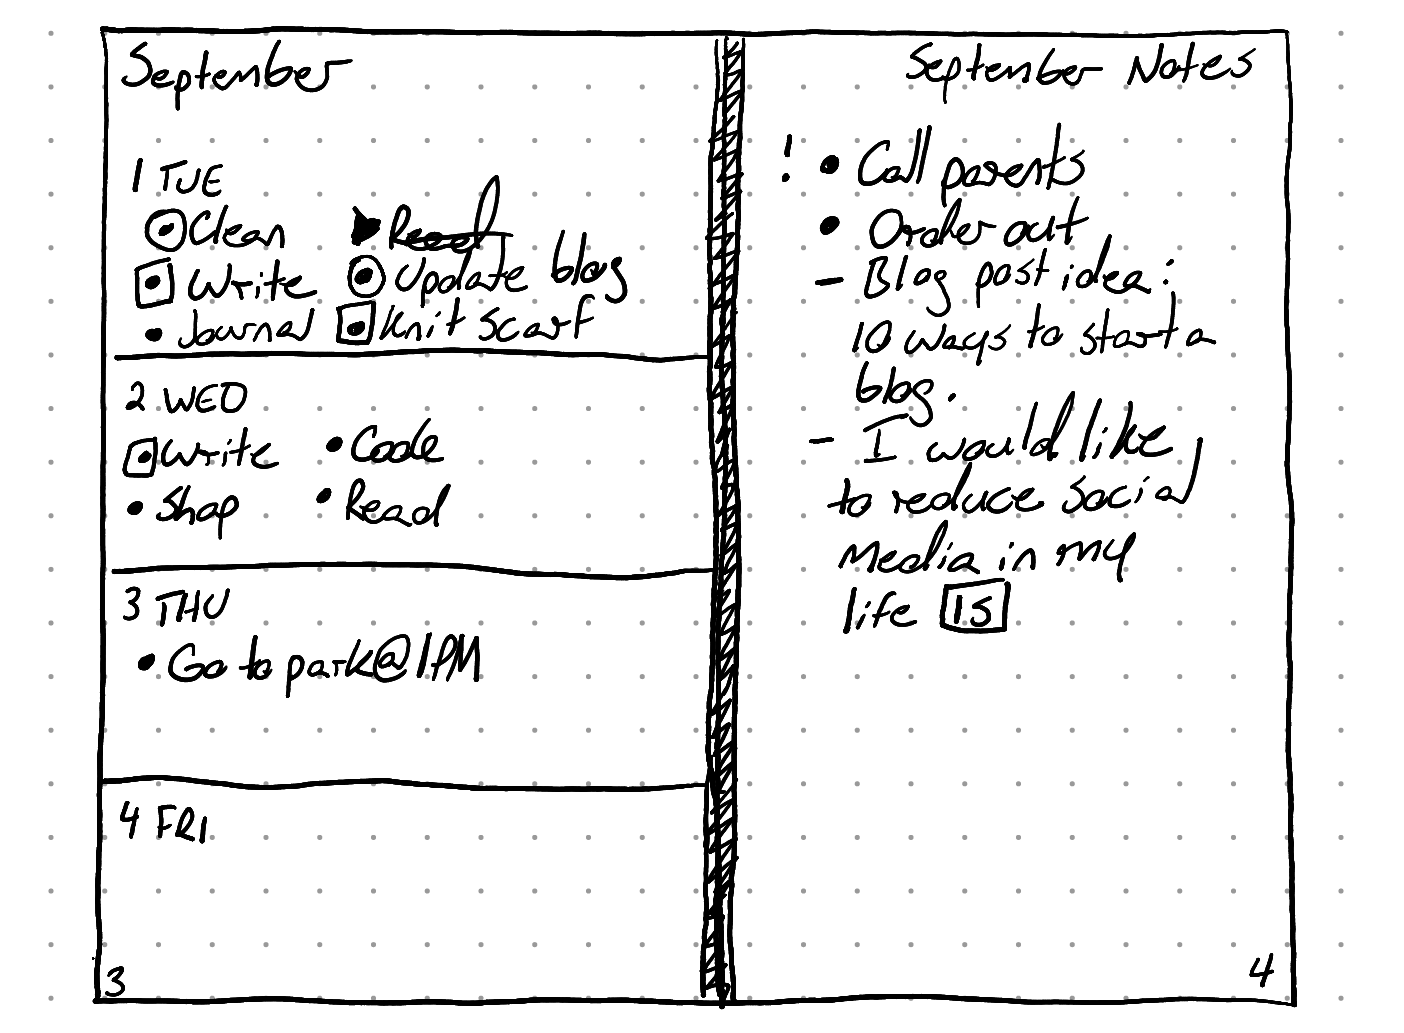 September
1 TUE
Clean
Read
Write
Update blog
Journal
Knit scarf
2 WED
Write
Code
Shop
Read
3 THU
Go to park@1PM
4 FRI
3
September Notes
! • Call parents
• Order out
- Blog post idea:
10 ways to start a
blog.
- I would like
to reduce social
media in my
life 15
4